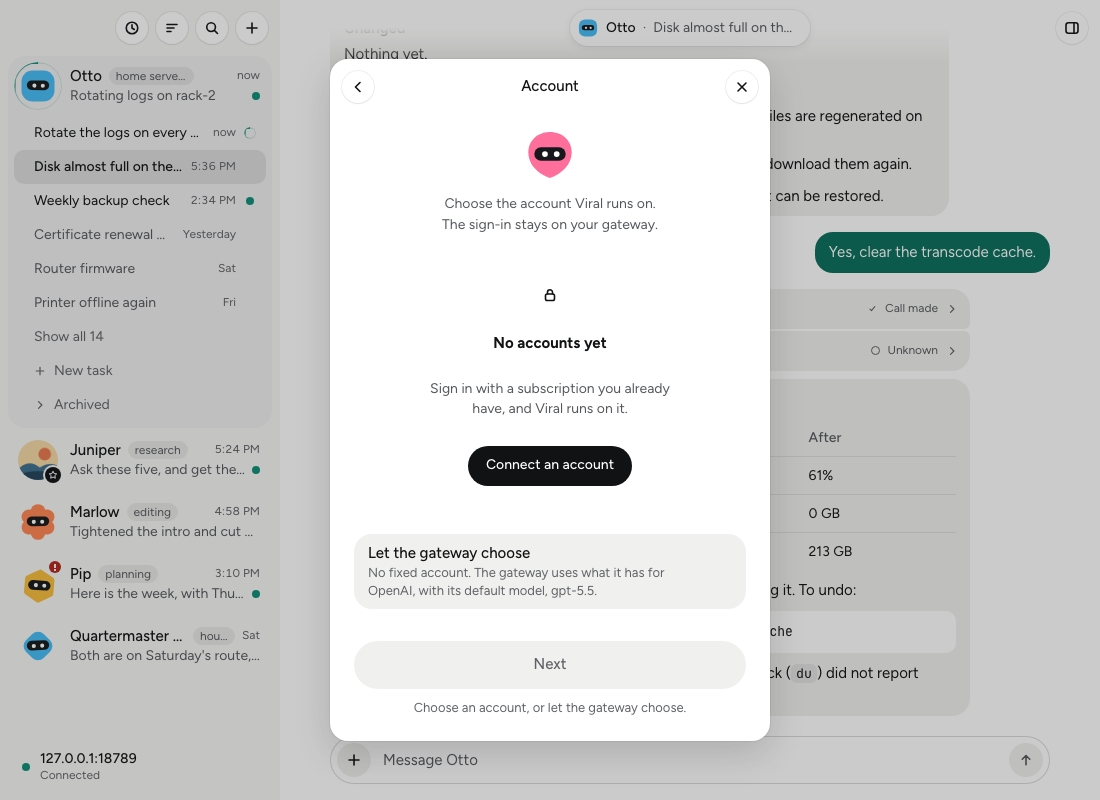 Otto home serve... now
Rotating logs on rack-2
Rotate the logs on every ... now
Disk almost full on the... 5:36 PM
Weekly backup check 2:34 PM
Certificate renewal ... Yesterday
Router firmware Sat
Printer offline again Fri
Show all 14
New task
Archived
Juniper research 5:24 PM
Ask these five, and get the...
Marlow editing 4:58 PM
Tightened the intro and cut ...
Pip planning 3:10 PM
Here is the week, with Thu...
Quartermaster ... hou... Sat
Both are on Saturday's route,...
127.0.0.1:18789
Connected
Otto · Disk almost full on th...
Changed
Nothing yet.
iles are regenerated on
download them again.
can be restored.
Yes, clear the transcode cache.
Call made
Unknown
After
61%
0 GB
213 GB
g it. To undo:
che
ck (du) did not report
Message Otto
Account
Choose the account Viral runs on.
The sign-in stays on your gateway.
No accounts yet
Sign in with a subscription you already
have, and Viral runs on it.
Connect an account
Let the gateway choose
No fixed account. The gateway uses what it has for
OpenAI, with its default model, gpt-5.5.
Next
Choose an account, or let the gateway choose.